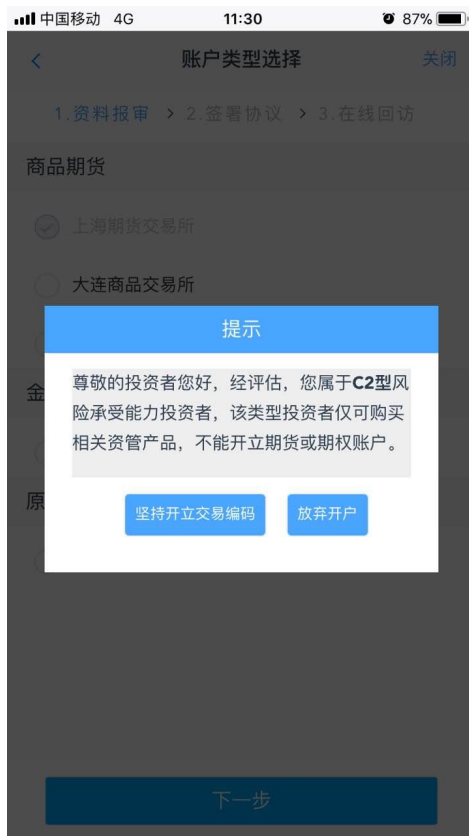 中国移动 4G 11:30 87%
账户类型选择 关闭
1.资料报审 > 2.签署协议 > 3.在线回访
商品期货
上海期货交易所
大连商品交易所
提示
尊敬的投资者您好，经评估，您属于C2型风
险承受能力投资者，该类型投资者仅可购买
相关资管产品，不能开立期货或期权账户。
金
原
坚持开立交易编码 放弃开户
下一步